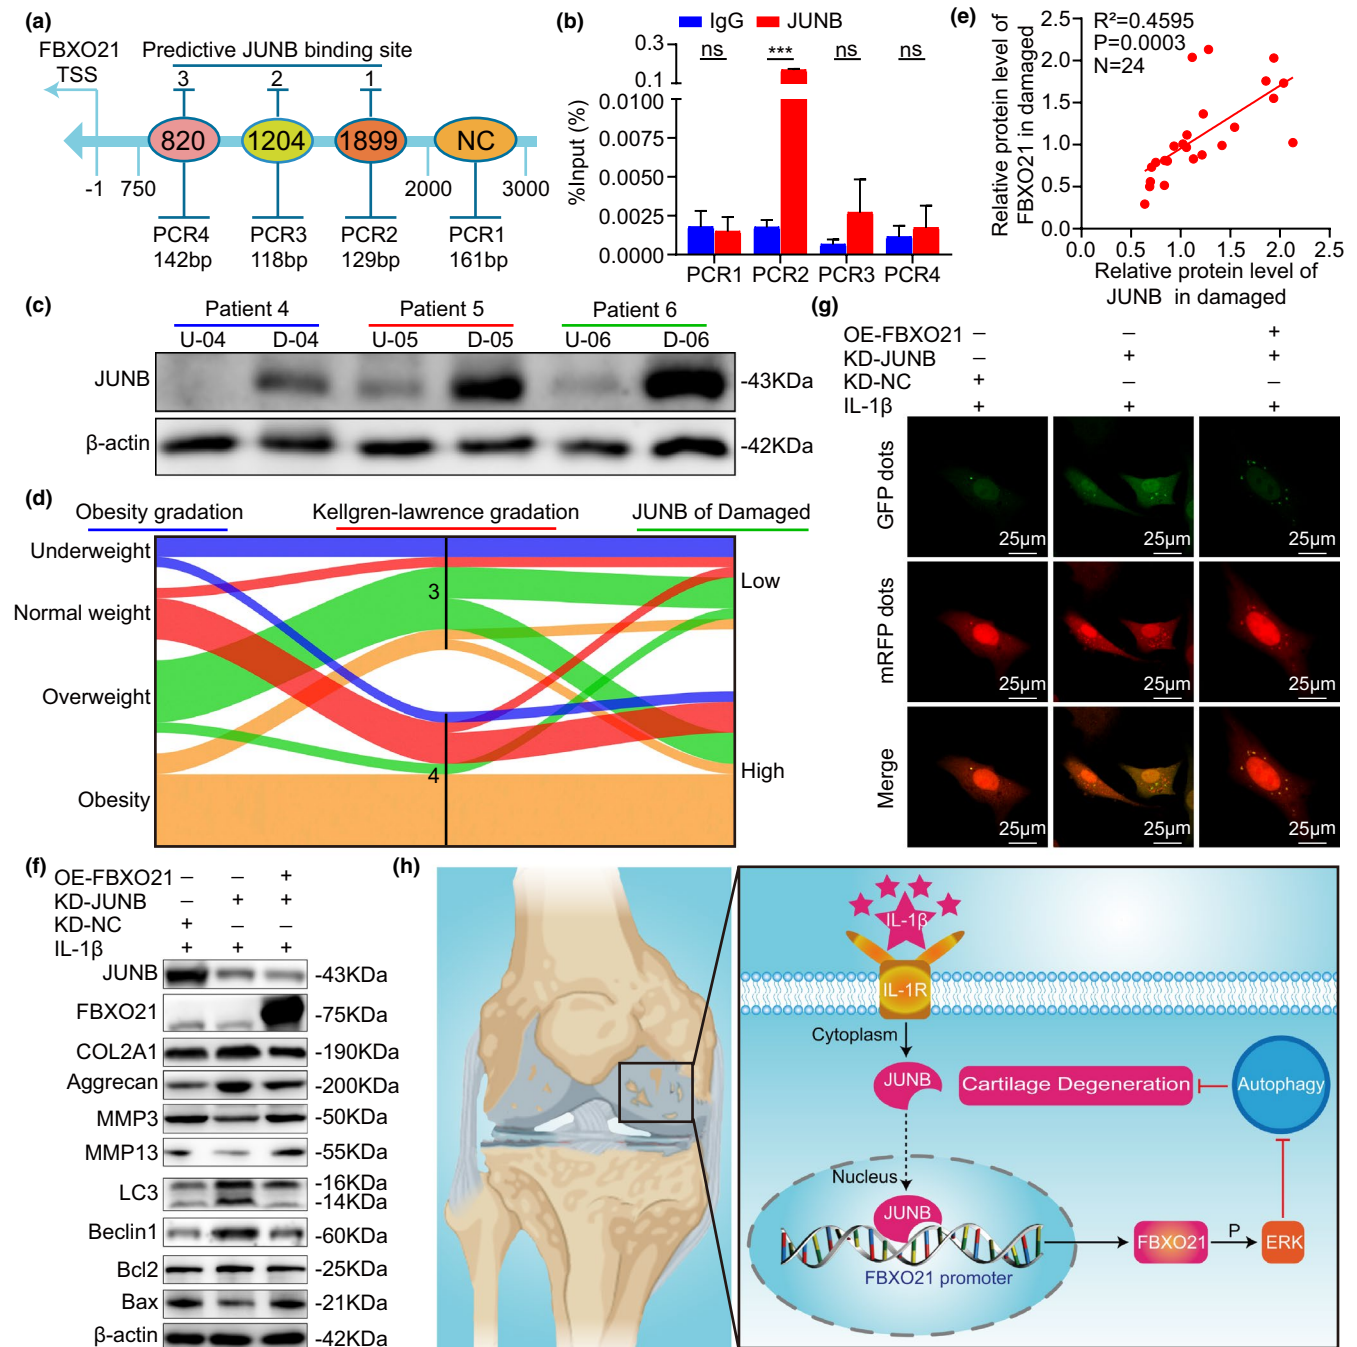 (a)
FBXO21
TSS
Predictive JUNB binding site
3 2 1
820 1204 1899 NC
-1 750 2000 3000
PCR4 PCR3 PCR2 PCR1
142bp 118bp 129bp 161bp
(b)
IgG JUNB
%Input (%)
0.3
0.1
0.0100
0.0075
0.0050
0.0025
0.0000
ns *** ns ns
PCR1 PCR2 PCR3 PCR4
(e)
R²=0.4595
P=0.0003
N=24
Relative protein level of
FBXO21 in damaged
2.5
2.0
1.5
1.0
0.5
0.0
0.0 0.5 1.0 1.5 2.0 2.5
Relative protein level of
JUNB in damaged
(c)
Patient 4 Patient 5 Patient 6
U-04 D-04 U-05 D-05 U-06 D-06
JUNB -43KDa
β-actin -42KDa
(d)
Obesity gradation Kellgren-lawrence gradation JUNB of Damaged
Underweight
Normal weight
Overweight
Obesity
3
4
Low
High
(g)
OE-FBXO21 – – +
KD-JUNB – + +
KD-NC + – –
IL-1β + + +
GFP dots
25μm 25μm 25μm
mRFP dots
25μm 25μm 25μm
Merge
25μm 25μm 25μm
(f)
OE-FBXO21 – – +
KD-JUNB – + +
KD-NC + – –
IL-1β + + +
JUNB -43KDa
FBXO21 -75KDa
COL2A1 -190KDa
Aggrecan -200KDa
MMP3 -50KDa
MMP13 -55KDa
LC3 -16KDa
-14KDa
Beclin1 -60KDa
Bcl2 -25KDa
Bax -21KDa
β-actin -42KDa
(h)
IL-1β
IL-1R
Cytoplasm
JUNB
Cartilage Degeneration
Autophagy
Nucleus
JUNB
FBXO21 promoter
FBXO21
P
ERK